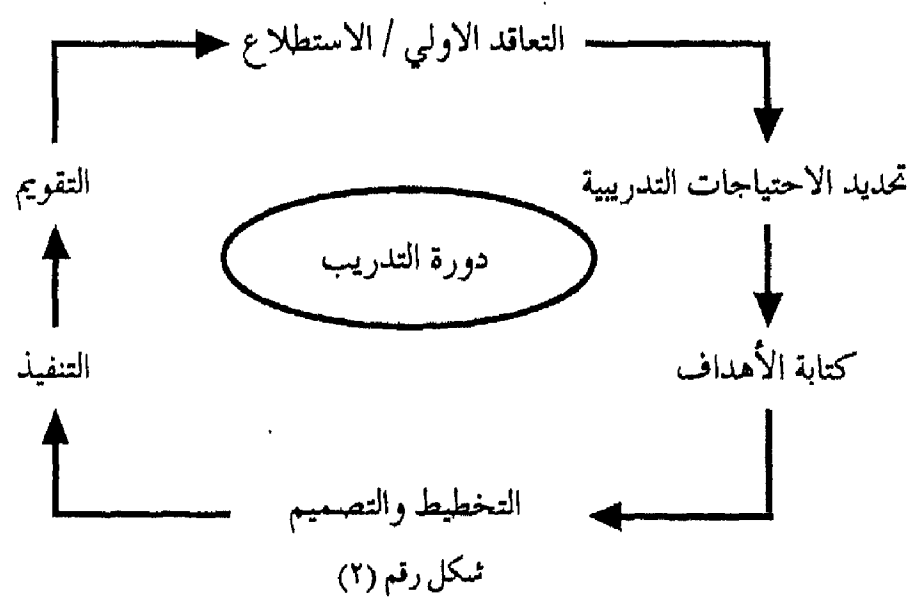 التعاقد الاولي / الاستطلاع
تحديد الاحتياجات التدريبية
التقويم
دورة التدريب
كتابة الأهداف
التنفيذ
التخطيط والتصميم
شكل رقم (٢)